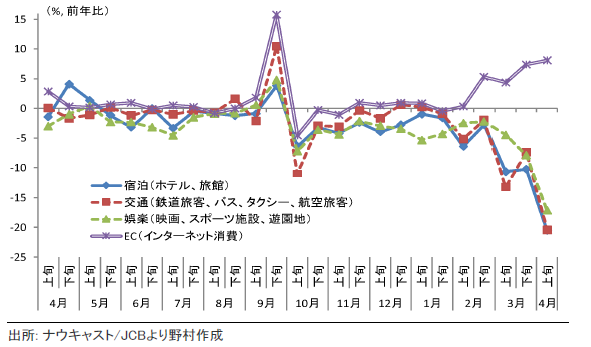 (%, 前年比)
15
10
5
0
-5
-10
-15
-20
-25
宿泊(ホテル、旅館)
交通(鉄道旅客、バス、タクシー、航空旅客)
娯楽(映画、スポーツ施設、遊園地)
EC(インターネット消費)
上旬 下旬 上旬 下旬 上旬 下旬 上旬 下旬 上旬 下旬 上旬 下旬 上旬 下旬 上旬 下旬 上旬 下旬 上旬 下旬 上旬 下旬 上旬 下旬 上旬
4月 5月 6月 7月 8月 9月 10月 11月 12月 1月 2月 3月 4月
出所: ナウキャスト/JCBより野村作成